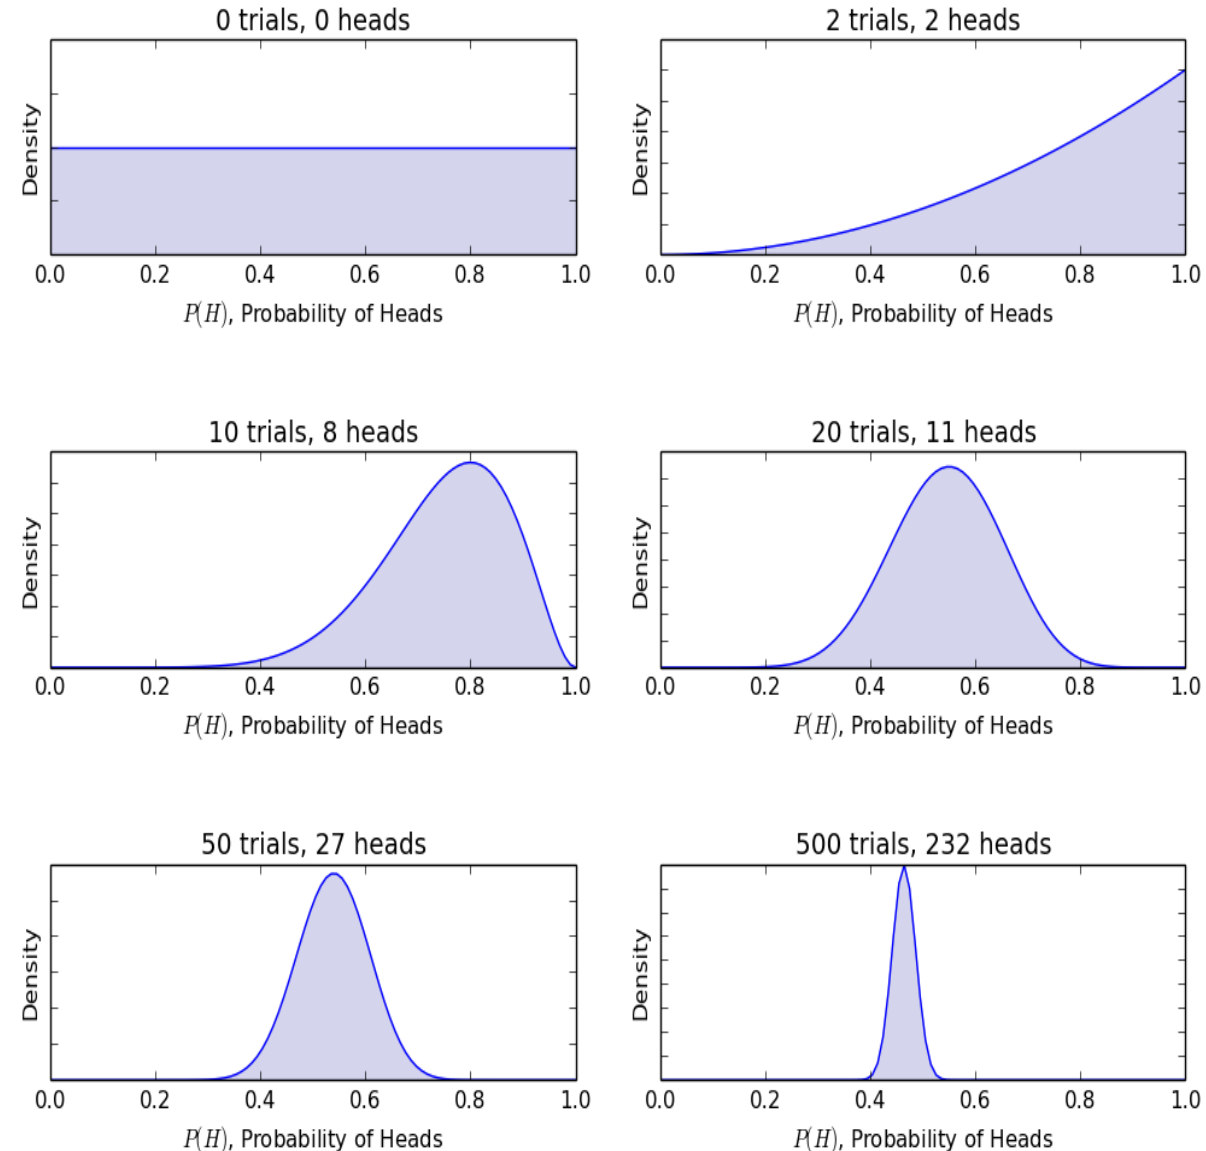 0 trials, 0 heads
Density
0.0 0.2 0.4 0.6 0.8 1.0
P(H), Probability of Heads
2 trials, 2 heads
Density
0.0 0.2 0.4 0.6 0.8 1.0
P(H), Probability of Heads
10 trials, 8 heads
Density
0.0 0.2 0.4 0.6 0.8 1.0
P(H), Probability of Heads
20 trials, 11 heads
Density
0.0 0.2 0.4 0.6 0.8 1.0
P(H), Probability of Heads
50 trials, 27 heads
Density
0.0 0.2 0.4 0.6 0.8 1.0
P(H), Probability of Heads
500 trials, 232 heads
Density
0.0 0.2 0.4 0.6 0.8 1.0
P(H), Probability of Heads